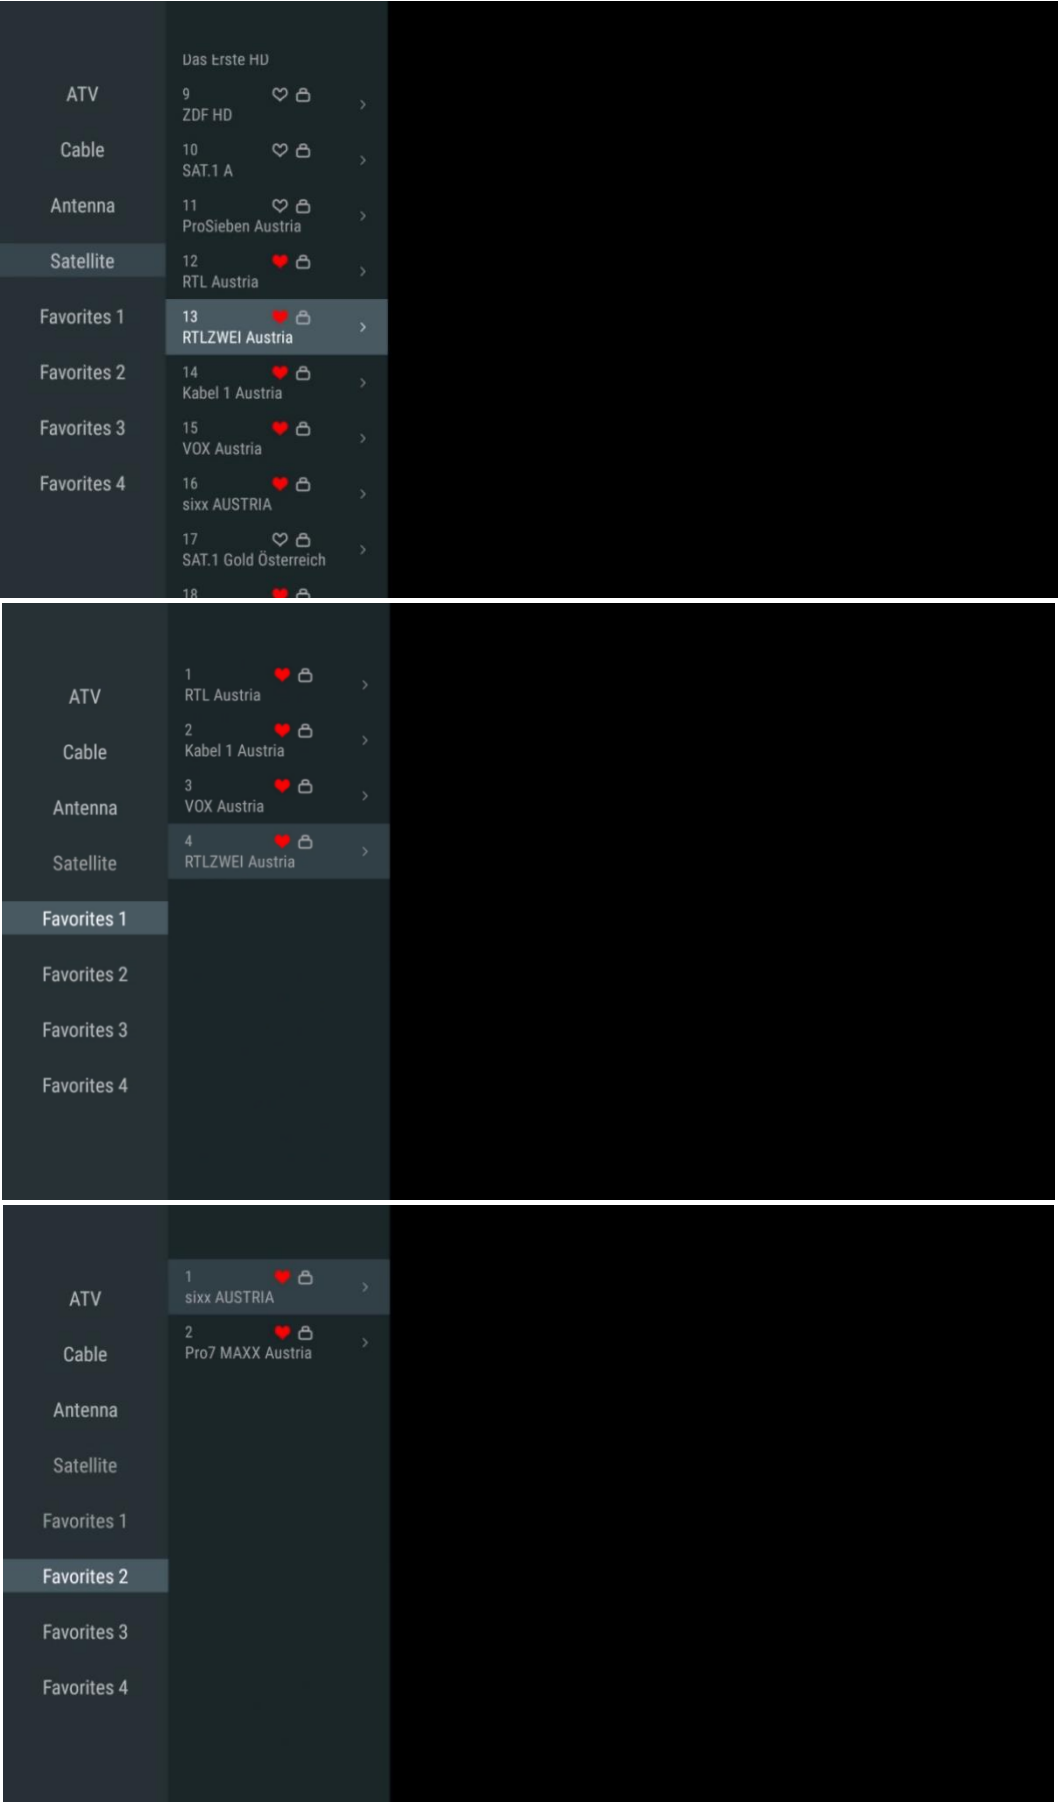 ATV
Cable
Antenna
Satellite
Favorites 1
Favorites 2
Favorites 3
Favorites 4
Das Erste HD
9
ZDF HD
10
SAT.1 A
11
ProSieben Austria
12
RTL Austria
13
RTLZWEI Austria
14
Kabel 1 Austria
15
VOX Austria
16
sixx AUSTRIA
17
SAT.1 Gold Österreich
18
ATV
Cable
Antenna
Satellite
Favorites 1
Favorites 2
Favorites 3
Favorites 4
1
RTL Austria
2
Kabel 1 Austria
3
VOX Austria
4
RTLZWEI Austria
ATV
Cable
Antenna
Satellite
Favorites 1
Favorites 2
Favorites 3
Favorites 4
1
sixx AUSTRIA
2
Pro7 MAXX Austria